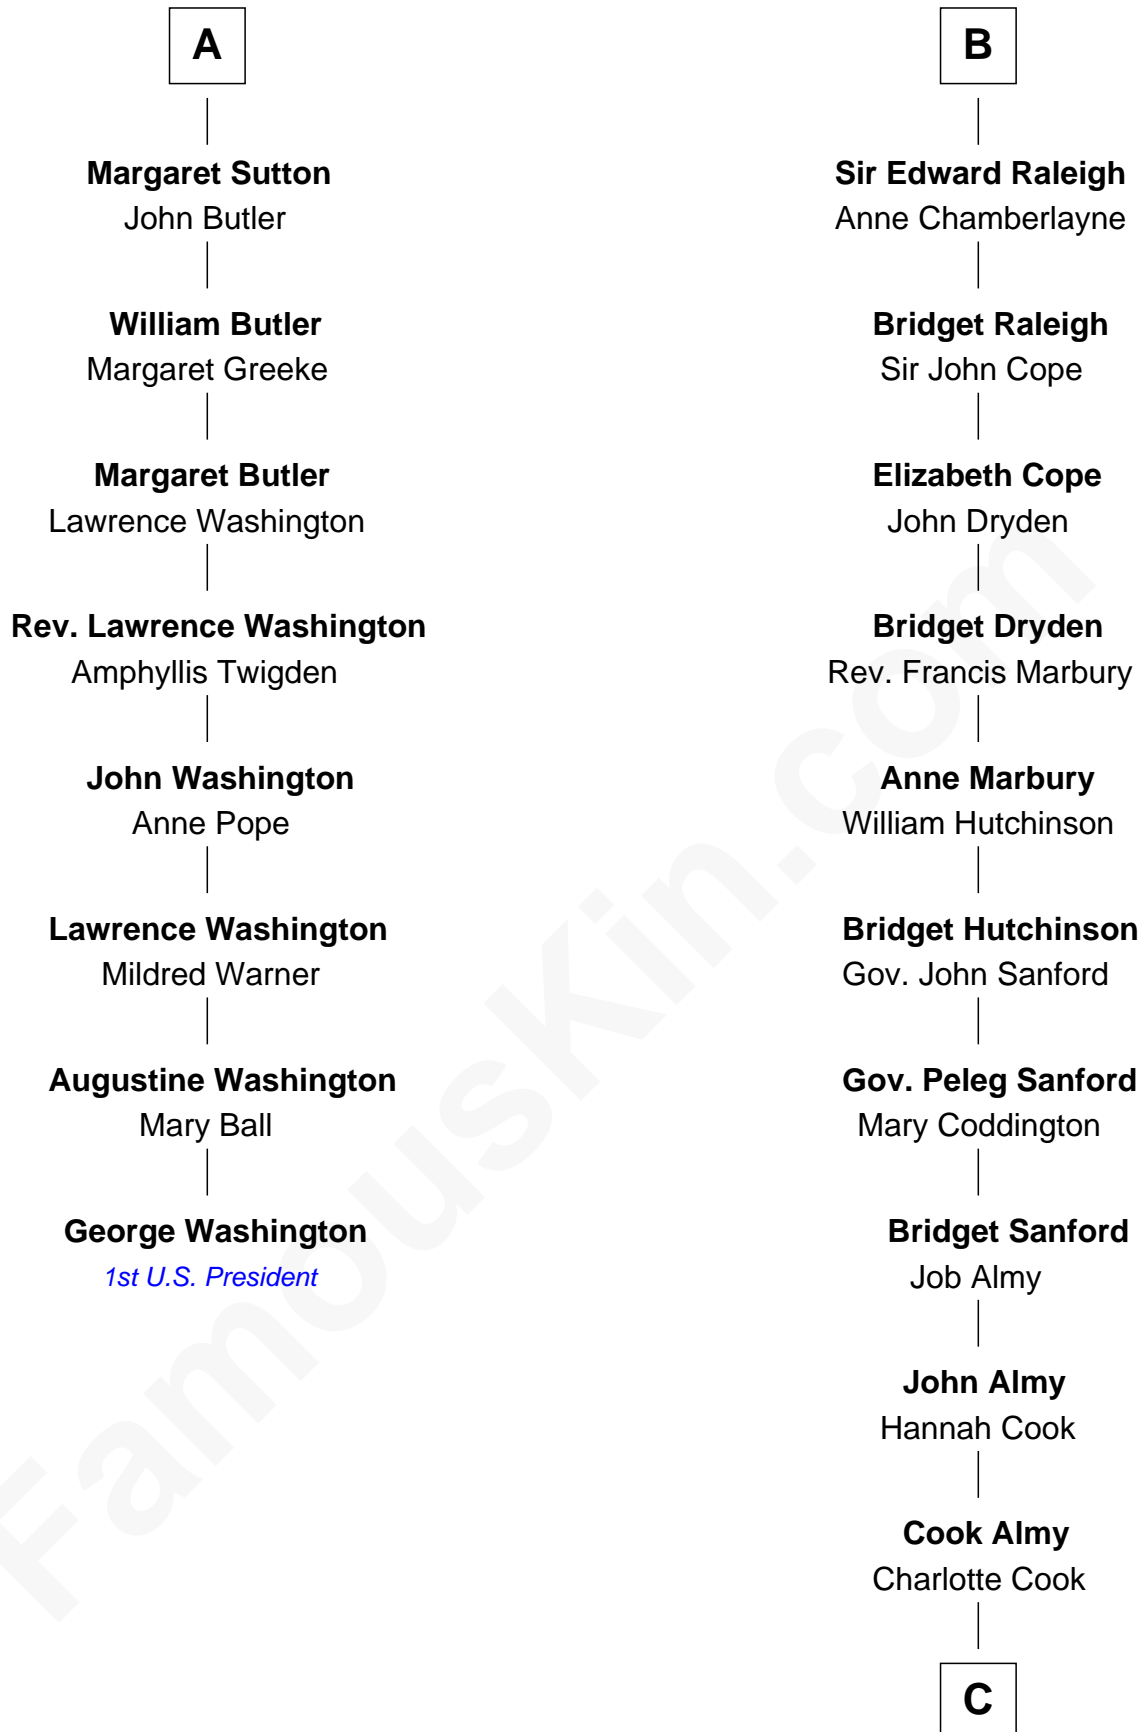 A
Margaret Sutton
John Butler
William Butler
Margaret Greeke
Margaret Butler
Lawrence Washington
Rev. Lawrence Washington
Amphyllis Twigden
John Washington
Anne Pope
Lawrence Washington
Mildred Warner
Augustine Washington
Mary Ball
George Washington
1st U.S. President
B
Sir Edward Raleigh
Anne Chamberlayne
Bridget Raleigh
Sir John Cope
Elizabeth Cope
John Dryden
Bridget Dryden
Rev. Francis Marbury
Anne Marbury
William Hutchinson
Bridget Hutchinson
Gov. John Sanford
Gov. Peleg Sanford
Mary Coddington
Bridget Sanford
Job Almy
John Almy
Hannah Cook
Cook Almy
Charlotte Cook
C
FamousKin.com